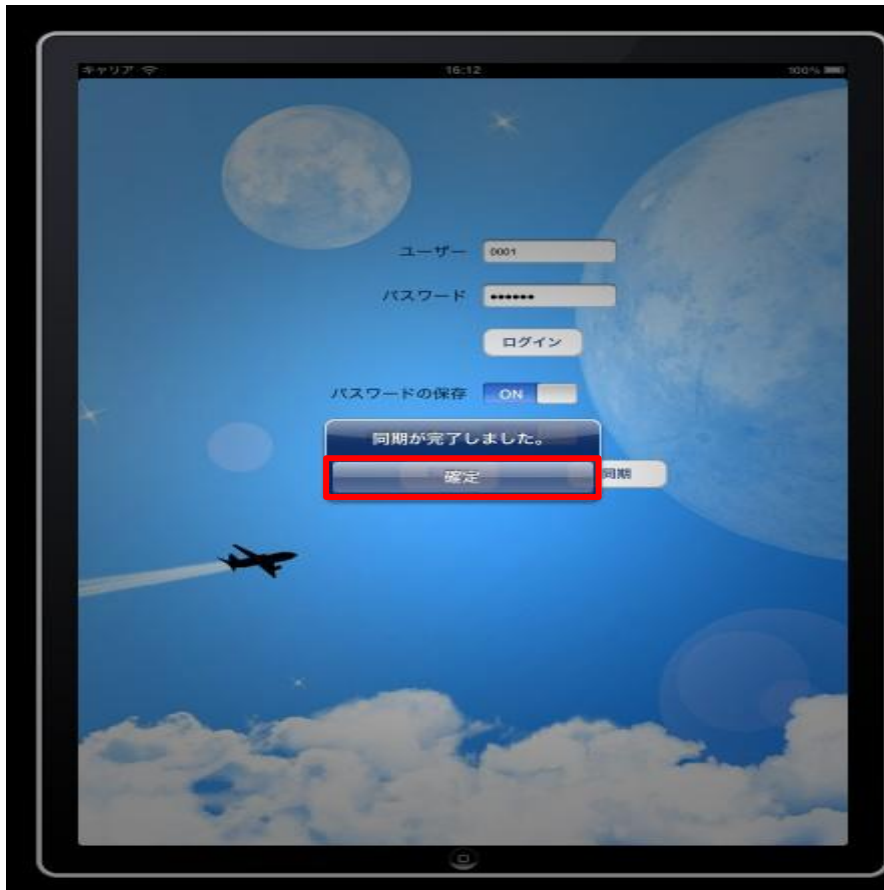 キャリア 16:12 100%
ユーザー 0001
パスワード ••••••
ログイン
パスワードの保存 ON
同期が完了しました。
確定
同期